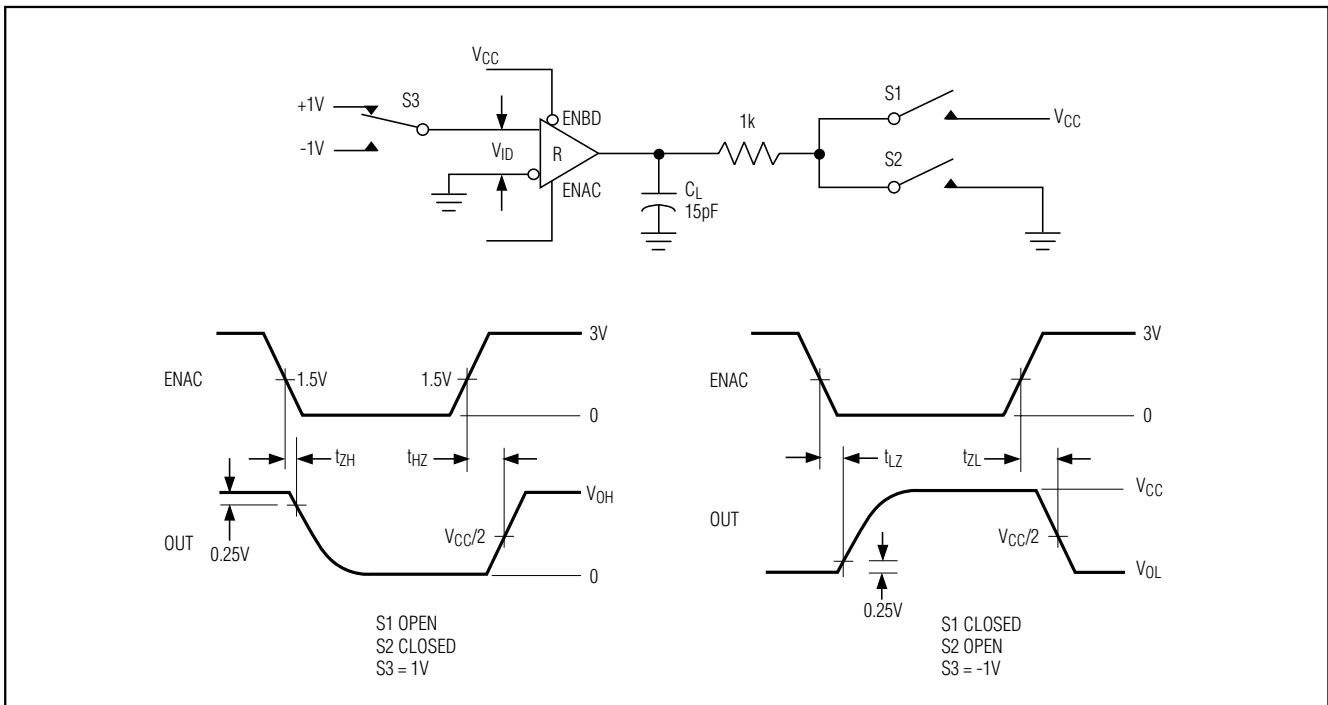 VCC
+1V
S3
-1V
VID
ENBD
R
ENAC
CL
15pF
1k
S1
VCC
S2
ENAC
1.5V
1.5V
3V
0
tZH
tHZ
OUT
0.25V
VCC/2
VOH
0
S1 OPEN
S2 CLOSED
S3 = 1V
ENAC
3V
0
tLZ
tZL
OUT
VCC/2
VCC
VOL
0.25V
S1 CLOSED
S2 OPEN
S3 = -1V